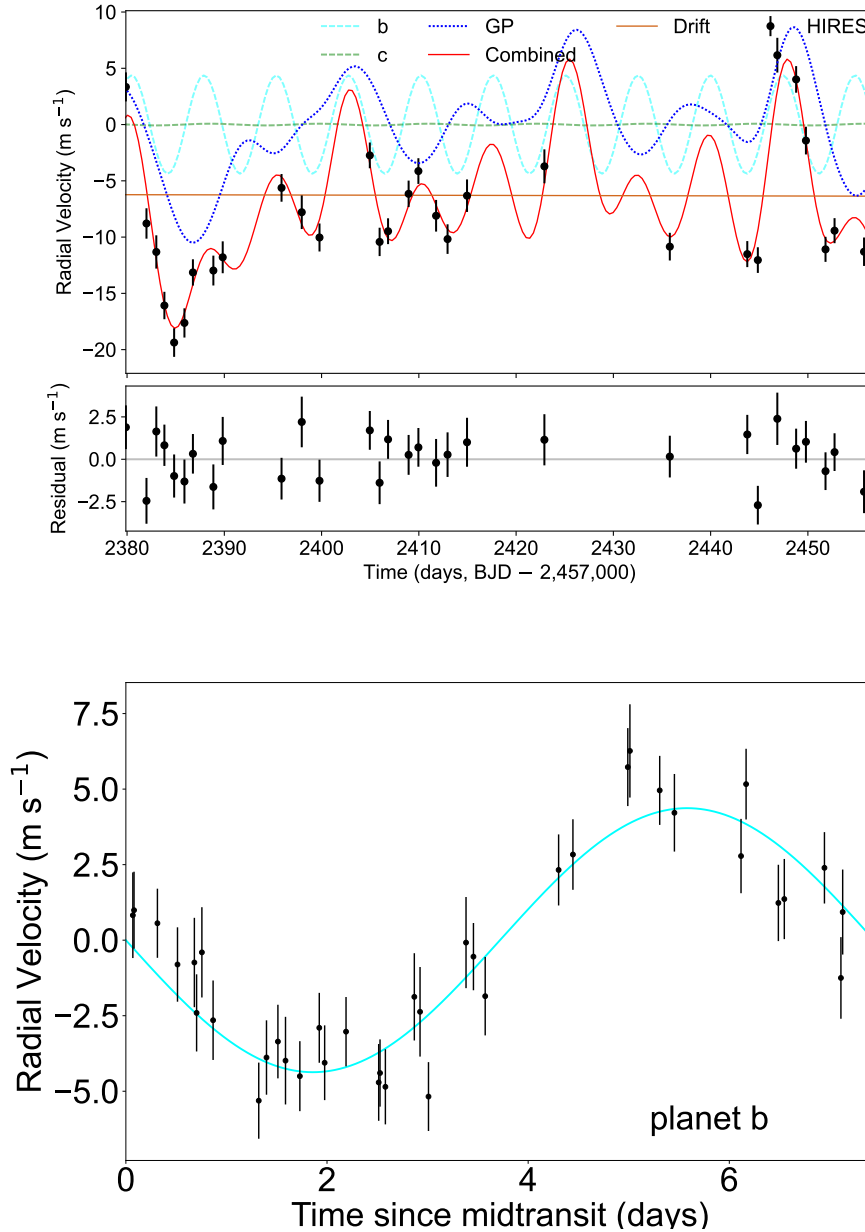 b GP Drift HIRES
c Combined
Radial Velocity (m s⁻¹)
10
5
0
−5
−10
−15
−20
Residual (m s⁻¹)
2.5
0.0
−2.5
2380 2390 2400 2410 2420 2430 2440 2450
Time (days, BJD − 2,457,000)
Radial Velocity (m s⁻¹)
7.5
5.0
2.5
0.0
−2.5
−5.0
planet b
0 2 4 6
Time since midtransit (days)